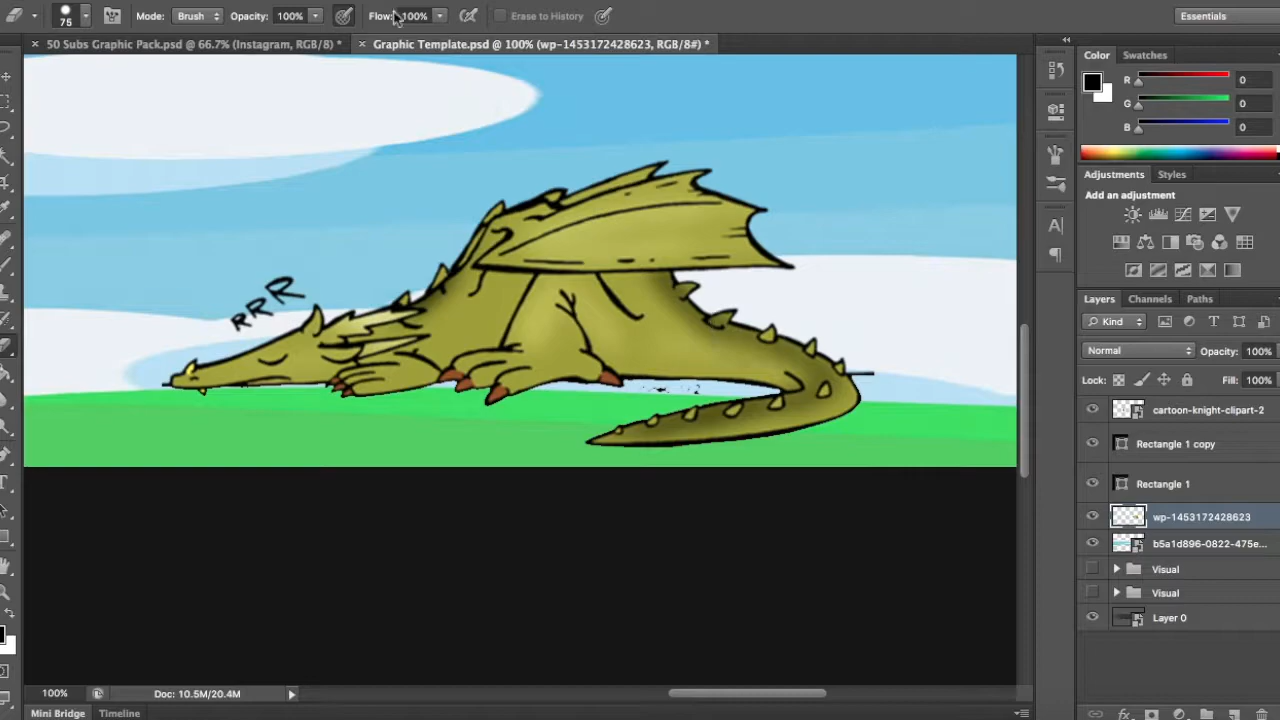 75 Mode: Brush Opacity: 100% Flow: 100% Erase to History Essentials
50 Subs Graphic Pack.psd @ 66.7% (Instagram, RGB/8) * Graphic Template.psd @ 100% (wp-1453172428623, RGB/8#) *
Color Swatches
R 0
G 0
B 0
Adjustments Styles
Add an adjustment
RRR
Layers Channels Paths
Kind
Normal Opacity: 100%
Lock: Fill: 100%
cartoon-knight-clipart-2
Rectangle 1 copy
Rectangle 1
wp-1453172428623
b5a1d896-0822-475e...
Visual
Visual
Layer 0
100% Doc: 10.5M/20.4M
Mini Bridge Timeline